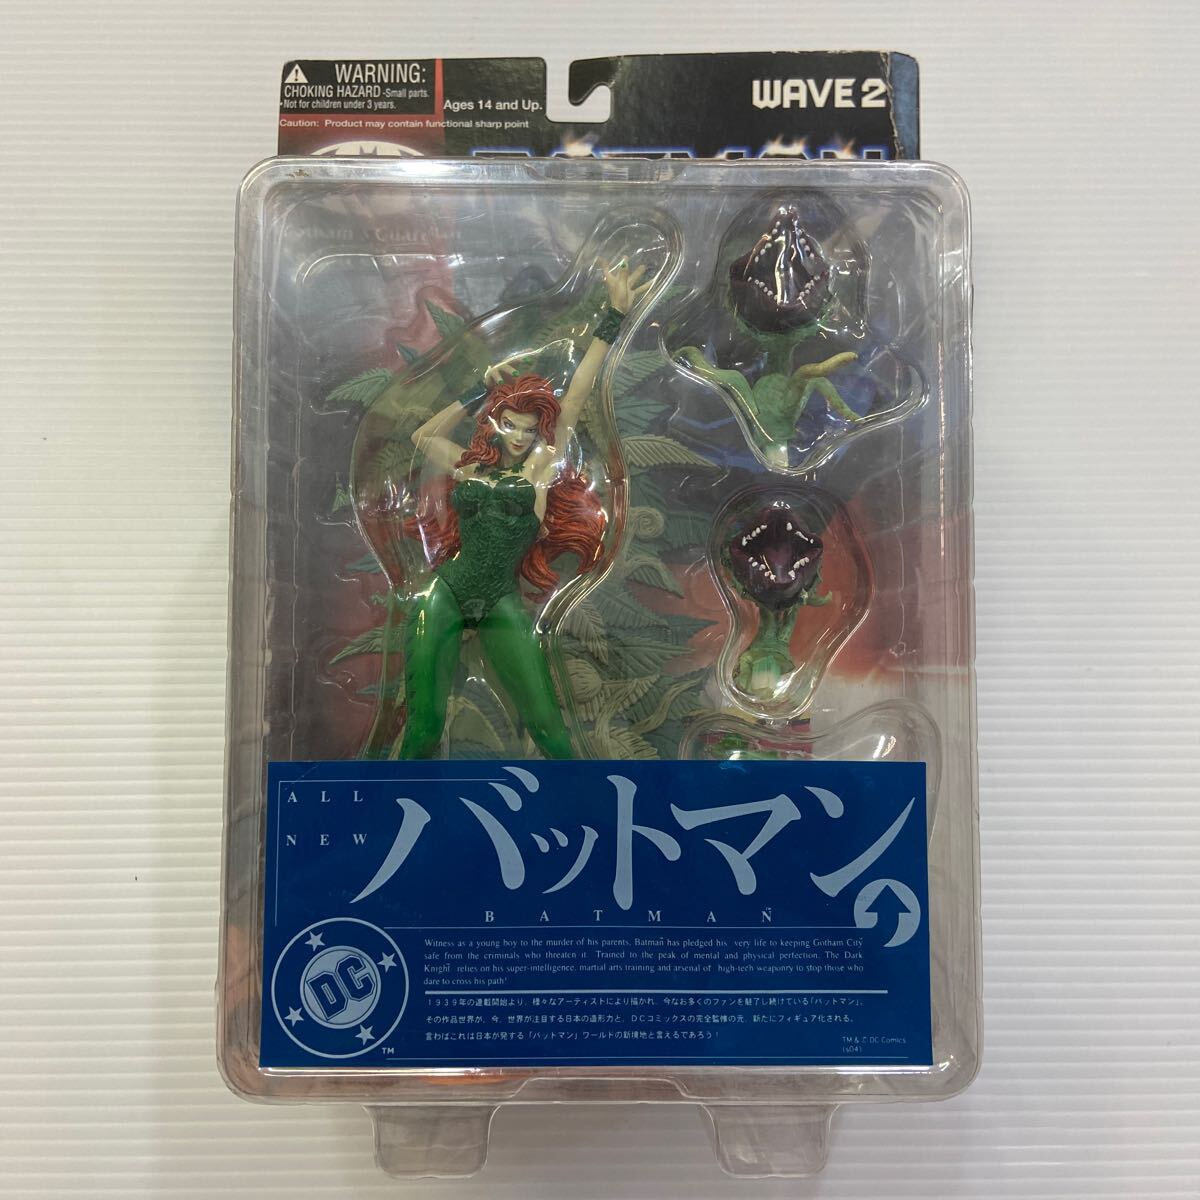 WARNING:
CHOKING HAZARD -Small parts.
Not for children under 3 years.
Ages 14 and Up.
Caution: Product may contain functional sharp point
WAVE 2
BATMAN
ALL
NEW
バットマン
BATMAN™
Witness as a young boy to the murder of his parents, Batman™ has pledged his very life to keeping Gotham City™
safe from the criminals who threaten it. Trained to the peak of mental and physical perfection, The Dark
Knight™ relies on his super-intelligence, martial arts training and arsenal of high-tech weaponry to stop those who
dare to cross his path!
1939年の連載開始より、様々なアーティストにより描かれ、今なお多くのファンを魅了し続けている「バットマン」。
その作品世界が、今、世界が注目する日本の造形力と、DCコミックスの完全監修の元、新たにフィギュア化される。
言わばこれは日本が発する「バットマン」ワールドの新境地と言えるであろう！
DC
™
TM & © DC Comics
(s04)